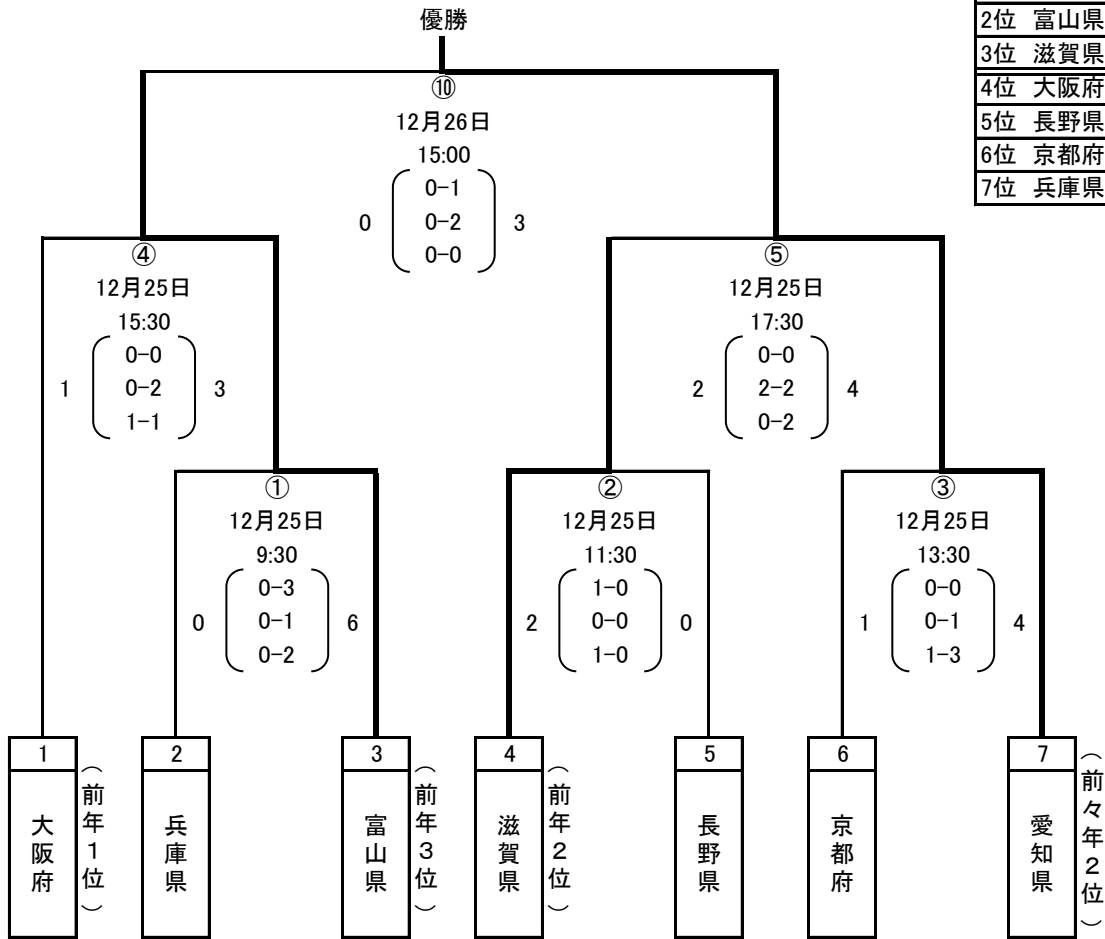 優勝
2位 富山県
3位 滋賀県
4位 大阪府
5位 長野県
6位 京都府
7位 兵庫県
⑩
12月26日
15:00
0-1
0 0-2 3
0-0
④
12月25日
15:30
0-0
1 0-2 3
1-1
⑤
12月25日
17:30
0-0
2 2-2 4
0-2
①
12月25日
9:30
0-3
0 0-1 6
0-2
②
12月25日
11:30
1-0
2 0-0 0
1-0
③
12月25日
13:30
0-0
1 0-1 4
1-3
1
大阪府
(前年1位)
2
兵庫県
3
富山県
(前年3位)
4
滋賀県
(前年2位)
5
長野県
6
京都府
7
愛知県
(前々年2位)